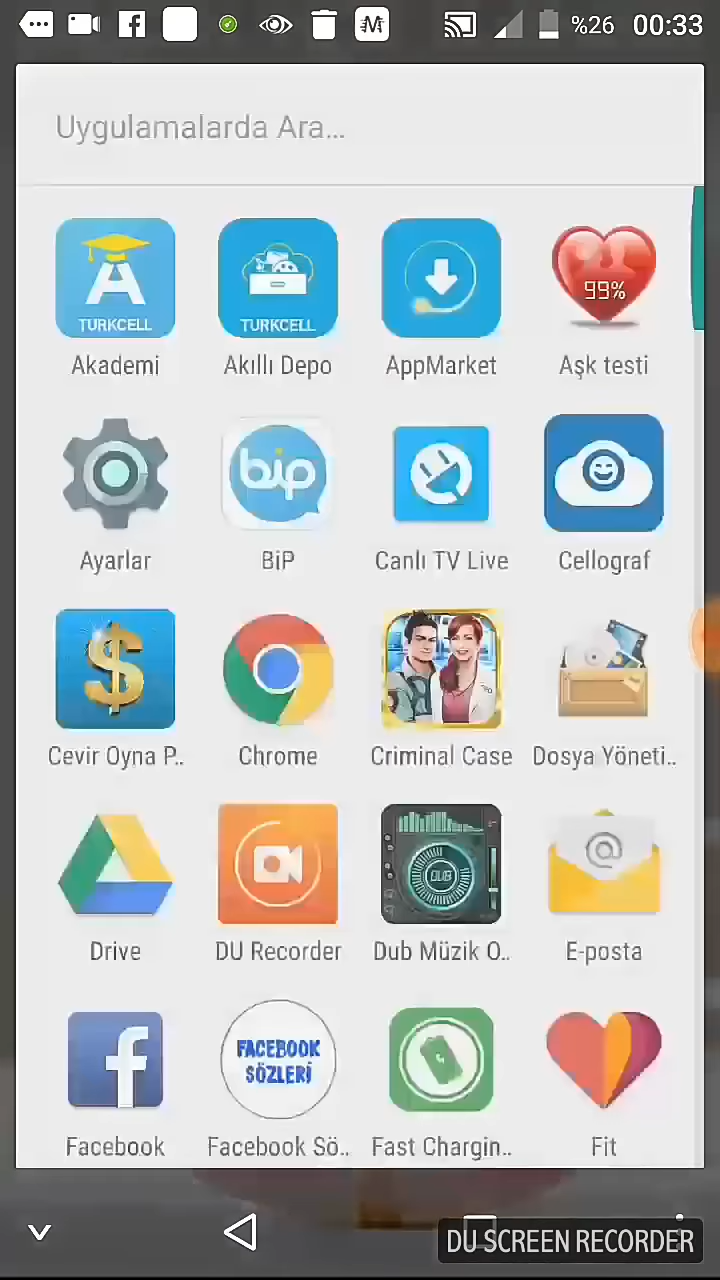 %26 00:33
Uygulamalarda Ara...
TURKCELL TURKCELL 99%
Akademi Akıllı Depo AppMarket Aşk testi
bip
Ayarlar BiP Canlı TV Live Cellograf
$
Cevir Oyna P.. Chrome Criminal Case Dosya Yöneti..
DUB @
Drive DU Recorder Dub Müzik O.. E-posta
f FACEBOOK
SÖZLERİ
Facebook Facebook Sö.. Fast Chargin.. Fit
DU SCREEN RECORDER